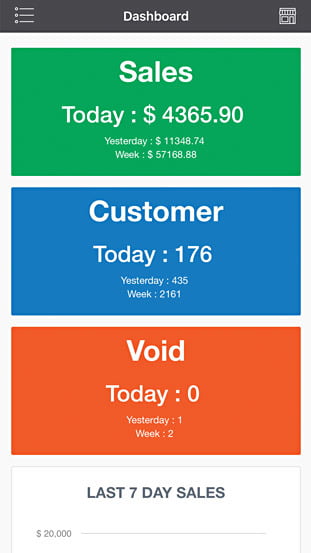 Dashboard
Sales
Today : $ 4365.90
Yesterday : $ 11348.74
Week : $ 57168.88
Customer
Today : 176
Yesterday : 435
Week : 2161
Void
Today : 0
Yesterday : 1
Week : 2
LAST 7 DAY SALES
$ 20,000